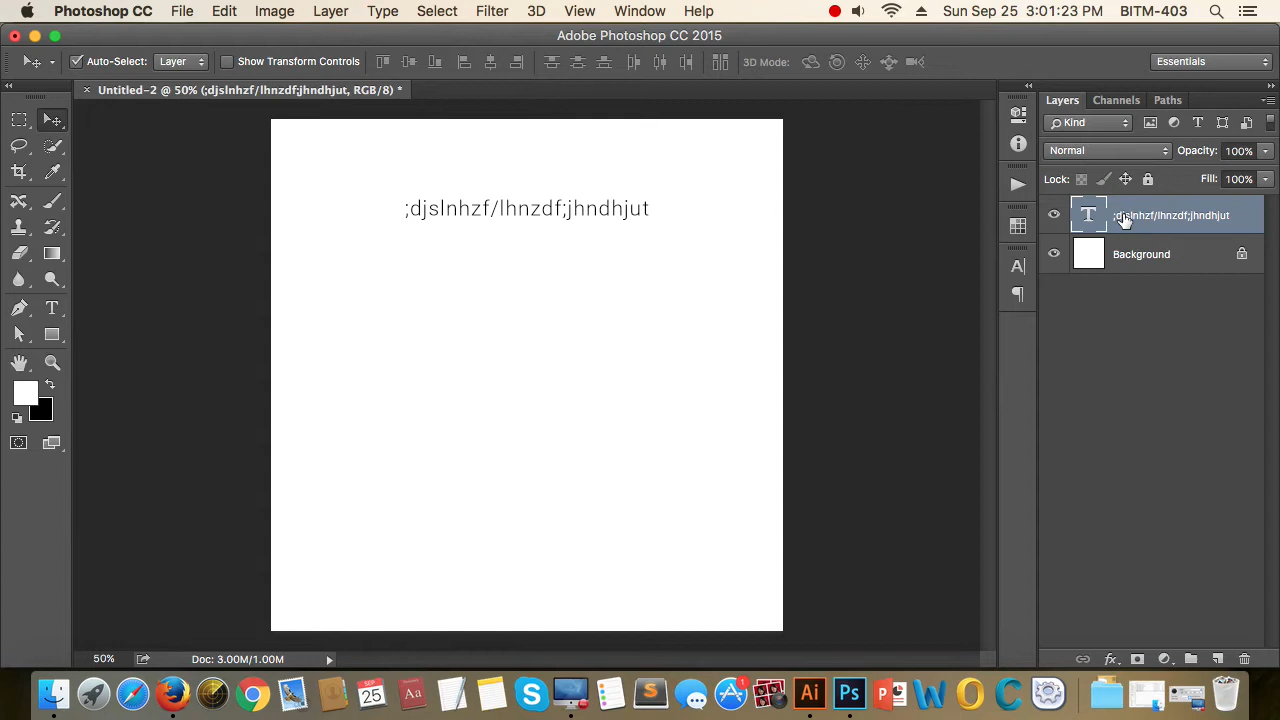 Photoshop CC File Edit Image Layer Type Select Filter 3D View Window Help Sun Sep 25 3:01:23 PM BITM-403
Adobe Photoshop CC 2015
Auto-Select: Layer Show Transform Controls 3D Mode: Essentials
Untitled-2 @ 50% (;djslnhzf/lhnzdf;jhndhjut, RGB/8) *
Layers Channels Paths
Kind
Normal Opacity: 100%
Lock: Fill: 100%
;djslnhzf/lhnzdf;jhndhjut
;djslnhzf/lhnzdf;jhndhjut
Background
50% Doc: 3.00M/1.00M